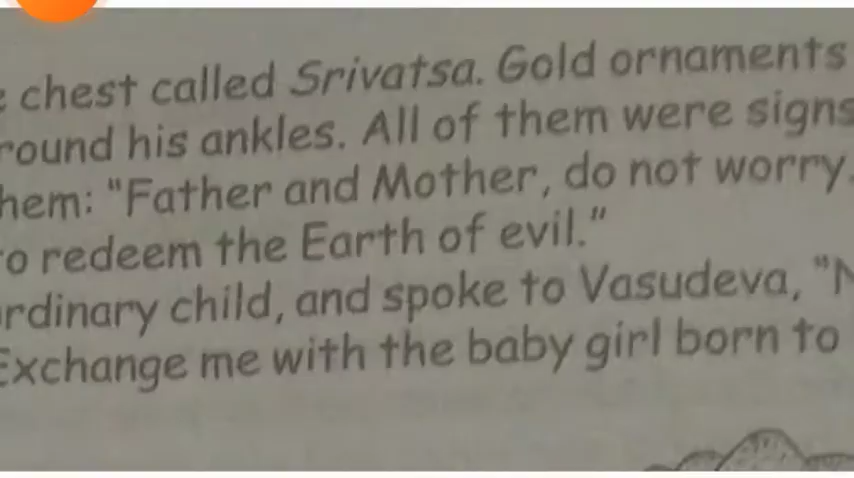 chest called Srivatsa. Gold ornaments
round his ankles. All of them were signs
hem: "Father and Mother, do not worry.
o redeem the Earth of evil."
rdinary child, and spoke to Vasudeva, "N
Exchange me with the baby girl born to